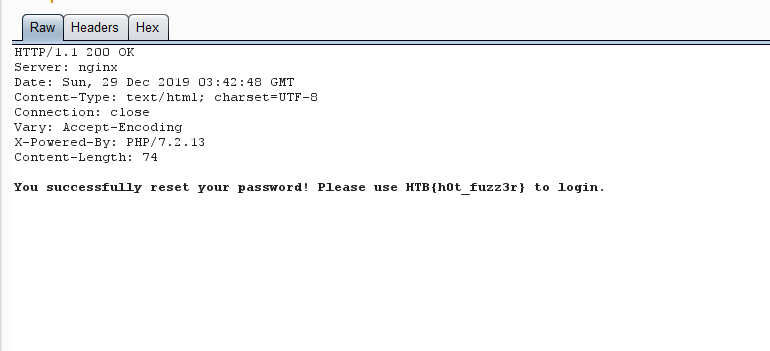 Raw Headers Hex
HTTP/1.1 200 OK
Server: nginx
Date: Sun, 29 Dec 2019 03:42:48 GMT
Content-Type: text/html; charset=UTF-8
Connection: close
Vary: Accept-Encoding
X-Powered-By: PHP/7.2.13
Content-Length: 74
You successfully reset your password! Please use HTB{h0t_fuzz3r} to login.